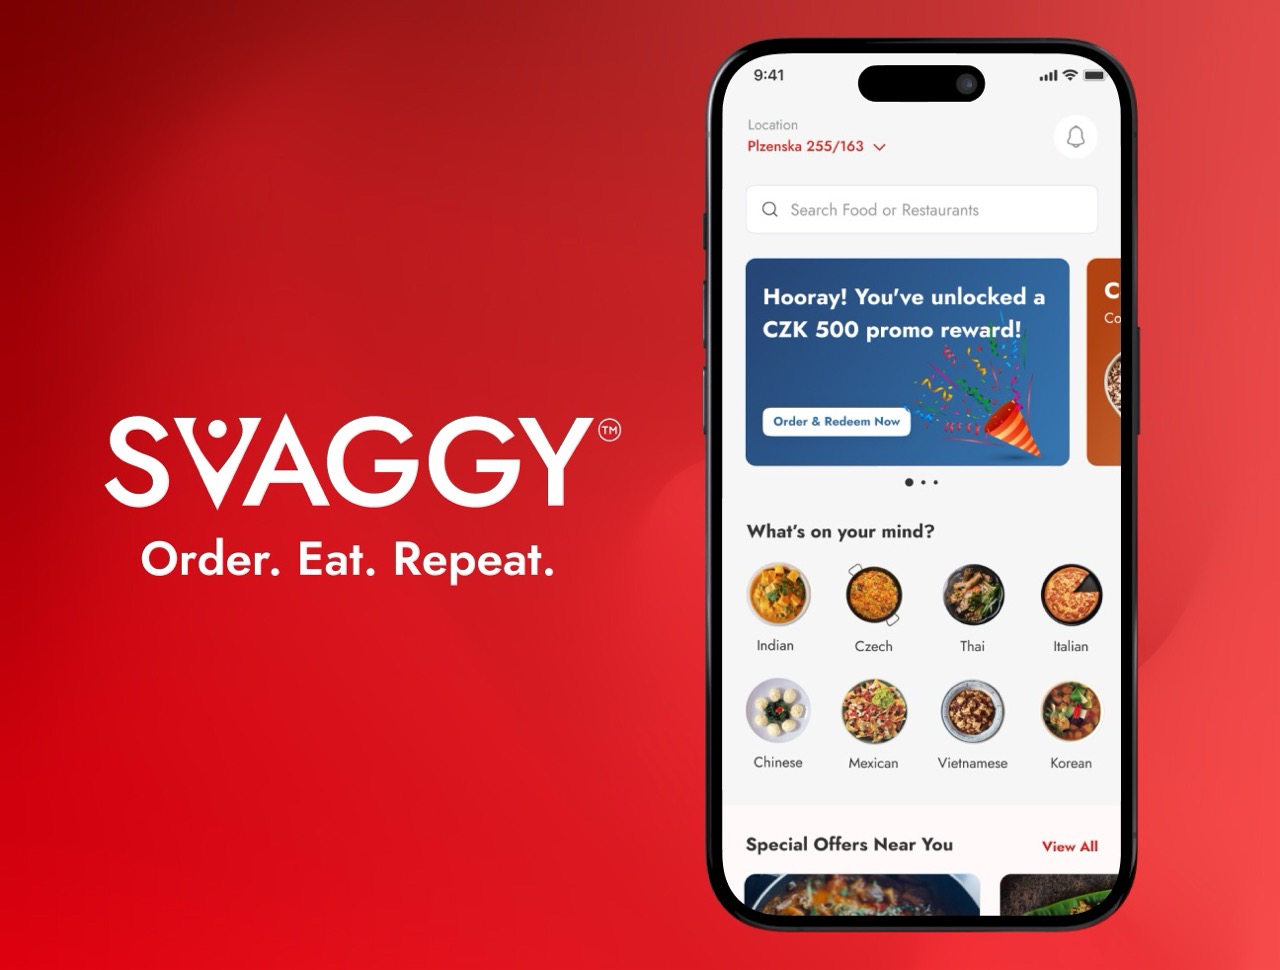 SVAGGY™
Order. Eat. Repeat.
9:41
Location
Plzenska 255/163
Search Food or Restaurants
Hooray! You've unlocked a
CZK 500 promo reward!
Order & Redeem Now
C
Co
What's on your mind?
Indian
Czech
Thai
Italian
Chinese
Mexican
Vietnamese
Korean
Special Offers Near You
View All